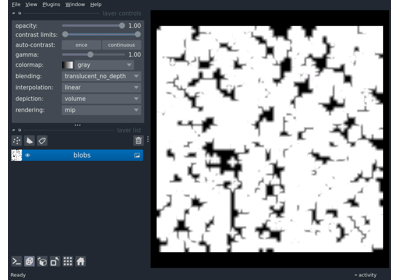 File View Plugins Window Help
layer controls
opacity: 1.00
contrast limits:
auto-contrast: once continuous
gamma: 1.00
colormap: gray
blending: translucent_no_depth
interpolation: linear
depiction: volume
rendering: mip
layer list
blobs
Ready activity